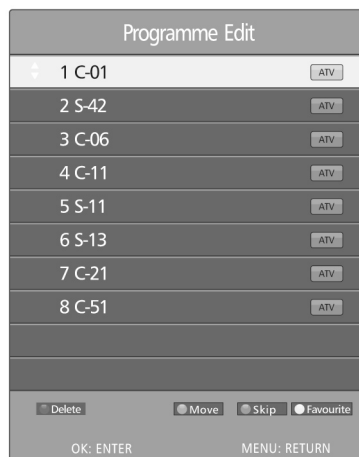 Programme Edit
1 C-01 ATV
2 S-42 ATV
3 C-06 ATV
4 C-11 ATV
5 S-11 ATV
6 S-13 ATV
7 C-21 ATV
8 C-51 ATV
Delete Move Skip Favourite
OK: ENTER MENU: RETURN